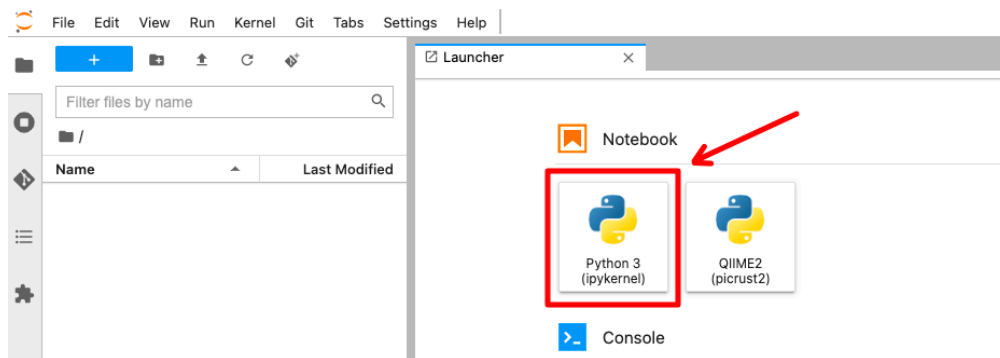 File Edit View Run Kernel Git Tabs Settings Help
+
Launcher
Filter files by name
/
Name Last Modified
Notebook
Python 3
(ipykernel)
QIIME2
(picrust2)
Console